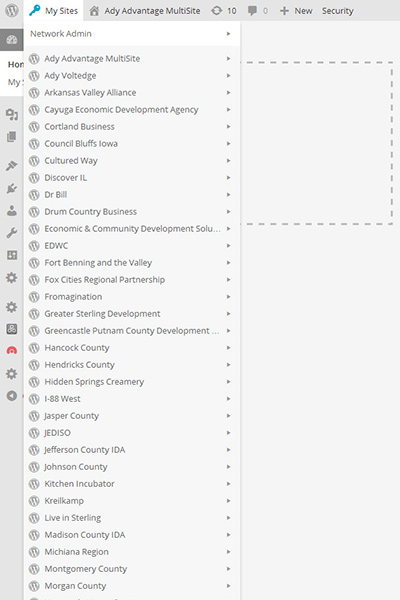 My Sites Ady Advantage MultiSite 10 0 New Security
Network Admin
Hon
My S
Ady Advantage MultiSite
Ady Voltedge
Arkansas Valley Alliance
Cayuga Economic Development Agency
Cortland Business
Council Bluffs Iowa
Cultured Way
Discover IL
Dr Bill
Drum Country Business
Economic & Community Development Solu...
EDWC
Fort Benning and the Valley
Fox Cities Regional Partnership
Fromagination
Greater Sterling Development
Greencastle Putnam County Development ...
Hancock County
Hendricks County
Hidden Springs Creamery
I-88 West
Jasper County
JEDISO
Jefferson County IDA
Johnson County
Kitchen Incubator
Kreilkamp
Live in Sterling
Madison County IDA
Michiana Region
Montgomery County
Morgan County